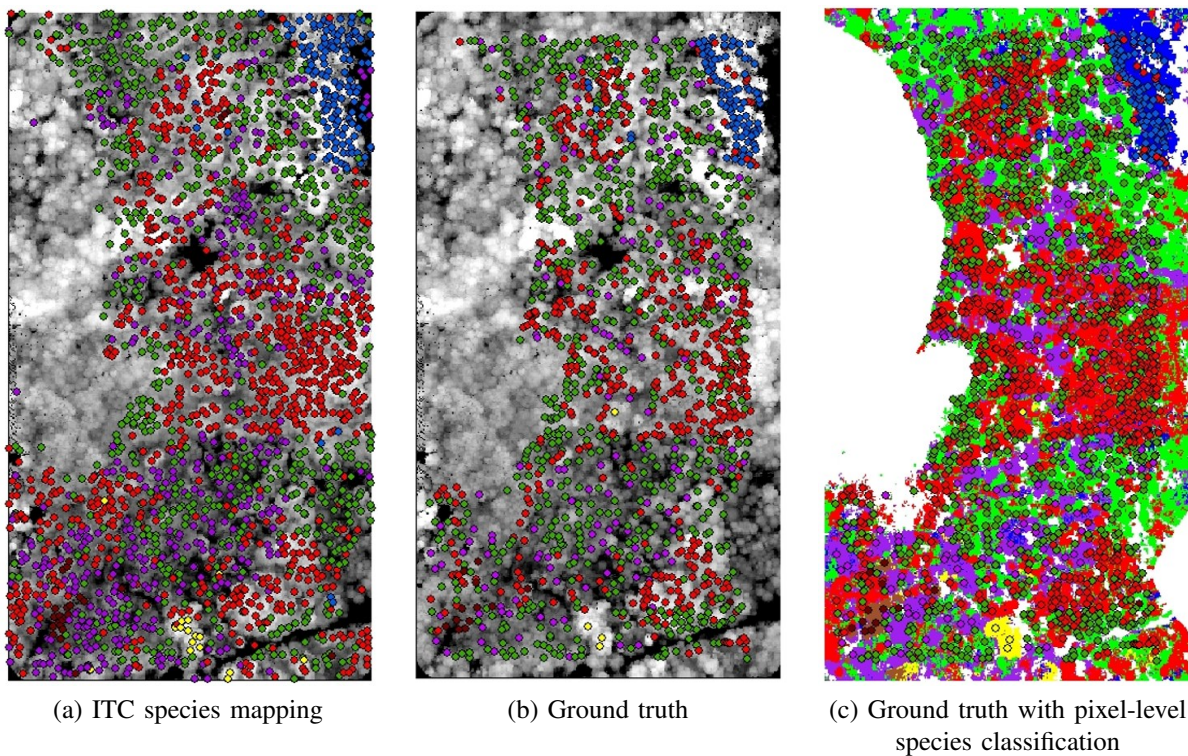 (a) ITC species mapping
(b) Ground truth
(c) Ground truth with pixel-level
species classification